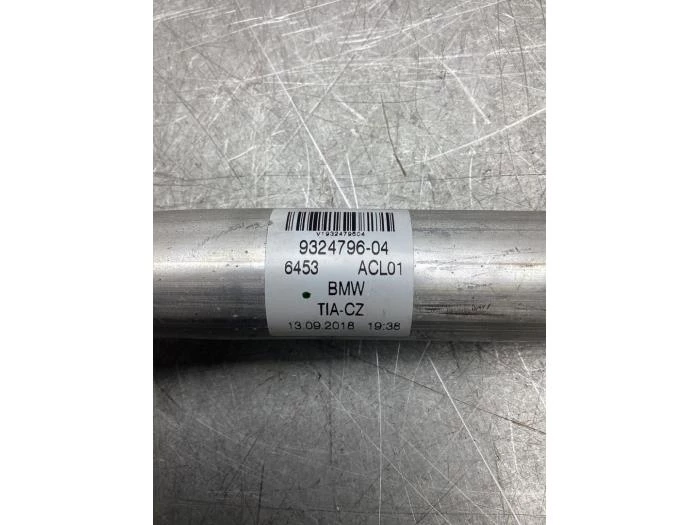 V1932479604
9324796-04
6453 ACL01
BMW
TIA-CZ
13.09.2018 19:38